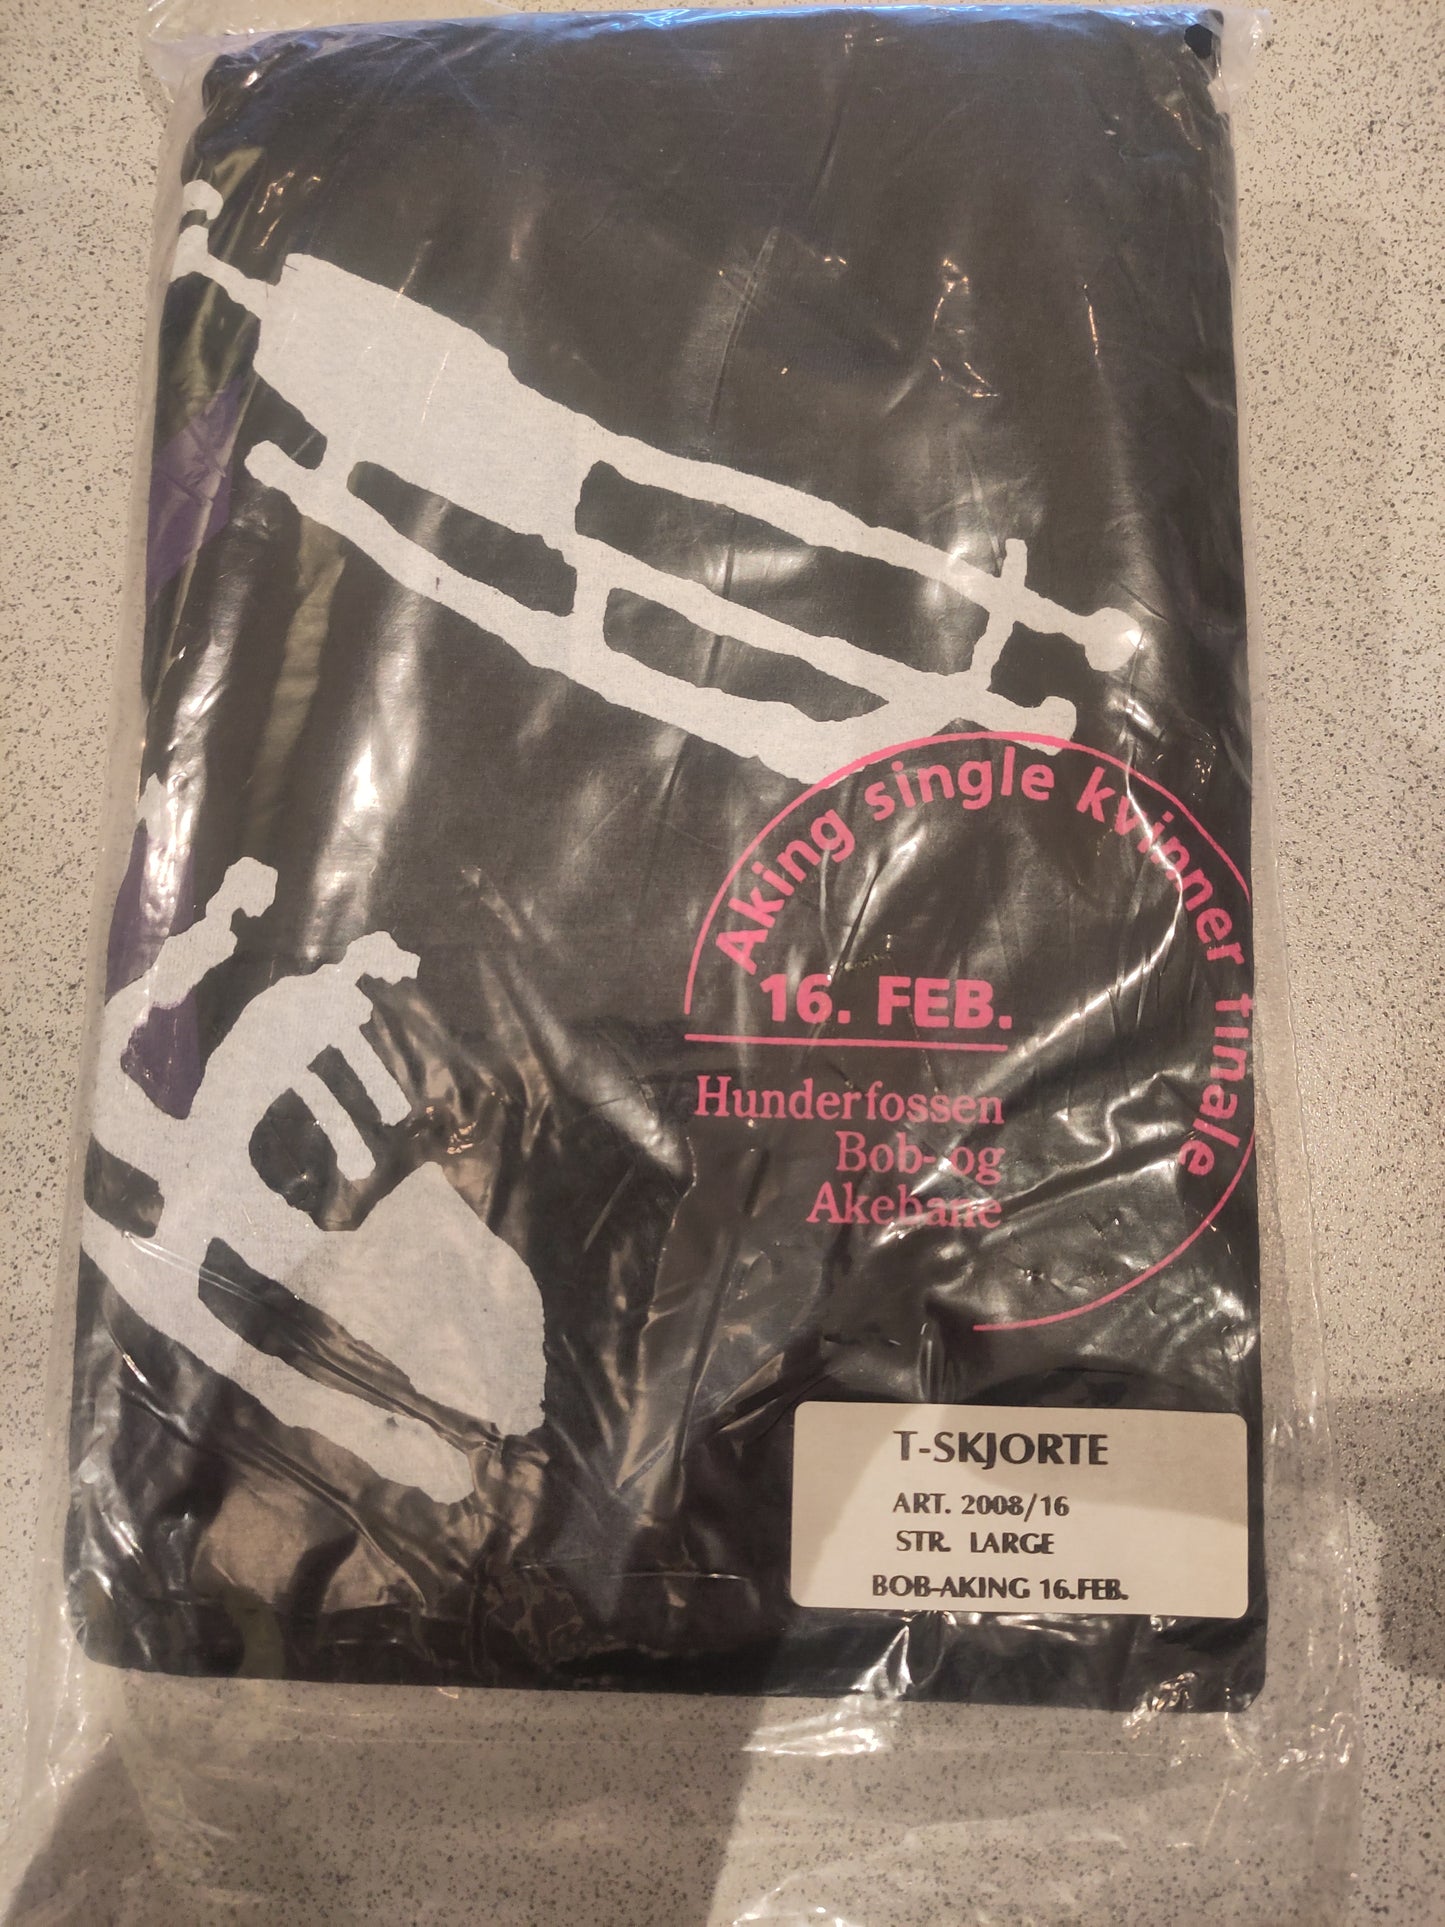 Aking single kvinner finale
16. FEB.
Hunderfossen
Bob- og
Akebane
T-SKJORTE
ART. 2008/16
STR. LARGE
BOB-AKING 16.FEB.